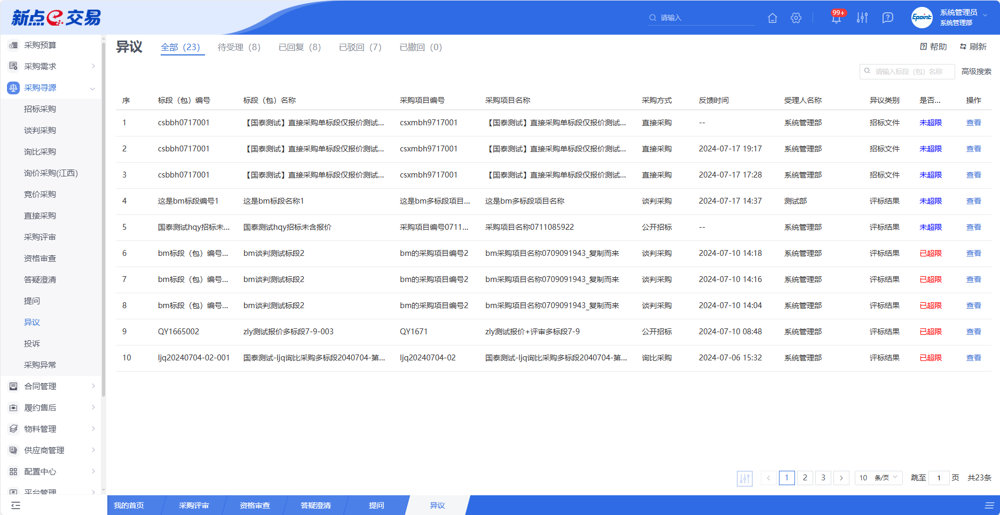 新点e交易
请输入
99+
Epoint
系统管理员
系统管理部
采购预算
采购需求
采购寻源
招标采购
谈判采购
询比采购
询价采购(江西)
竞价采购
直接采购
采购评审
资格审查
答疑澄清
提问
异议
投诉
采购异常
合同管理
履约售后
物料管理
供应商管理
配置中心
平台管理
异议 全部（23） 待受理（8） 已回复（8） 已驳回（7） 已撤回（0） 帮助 刷新
请输入标段（包）名称 高级搜索
序 标段（包）编号 标段（包）名称 采购项目编号 采购项目名称 采购方式 反馈时间 受理人名称 异议类别 是否... 操作
1 csbbh0717001 【国泰测试】直接采购单标段仅报价测试... csxmbh9717001 【国泰测试】直接采购单标段仅报价测试... 直接采购 -- 系统管理部 招标文件 未超限 查看
2 csbbh0717001 【国泰测试】直接采购单标段仅报价测试... csxmbh9717001 【国泰测试】直接采购单标段仅报价测试... 直接采购 2024-07-17 19:17 系统管理部 招标文件 未超限 查看
3 csbbh0717001 【国泰测试】直接采购单标段仅报价测试... csxmbh9717001 【国泰测试】直接采购单标段仅报价测试... 直接采购 2024-07-17 17:28 系统管理部 招标文件 未超限 查看
4 这是bm标段编号1 这是bm标段名称1 这是bm多标段项目... 这是bm多标段项目名称 谈判采购 2024-07-17 14:37 测试部 评标结果 未超限 查看
5 国泰测试hqy招标未... 国泰测试hqy招标未含报价 采购项目编号0711... 采购项目名称0711085922 公开招标 -- 系统管理部 评标结果 未超限 查看
6 bm标段（包）编号... bm谈判测试标段2 bm的采购项目编号2 bm采购项目名称0709091943_复制而来 谈判采购 2024-07-10 14:18 系统管理部 评标结果 已超限 查看
7 bm标段（包）编号... bm谈判测试标段2 bm的采购项目编号2 bm采购项目名称0709091943_复制而来 谈判采购 2024-07-10 14:16 系统管理部 评标结果 已超限 查看
8 bm标段（包）编号... bm谈判测试标段2 bm的采购项目编号2 bm采购项目名称0709091943_复制而来 谈判采购 2024-07-10 14:04 系统管理部 评标结果 已超限 查看
9 QY1665002 zly测试报价多标段7-9-003 QY1671 zly测试报价+评审多标段7-9 公开招标 2024-07-10 08:48 系统管理部 评标结果 已超限 查看
10 ljq20240704-02-001 国泰测试-ljq询比采购多标段2040704-第... ljq20240704-02 国泰测试-ljq询比采购多标段2040704-第... 询比采购 2024-07-06 15:32 系统管理部 评标结果 已超限 查看
1 2 3 10 条/页 跳至 1 页 共23条
我的首页 采购评审 资格审查 答疑澄清 提问 异议